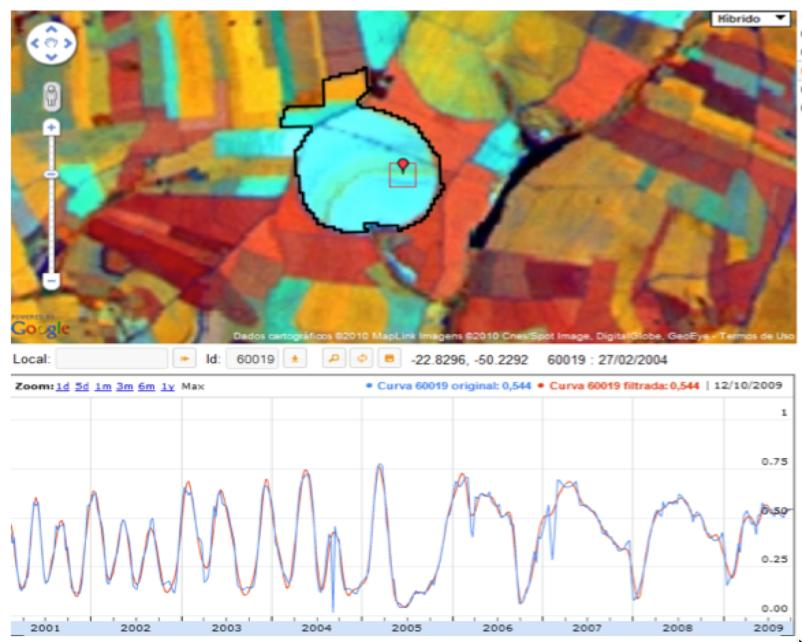 Híbrido
POWERED BY
Google
Dados cartográficos ©2010 MapLink Imagens ©2010 Cnes/Spot Image, DigitalGlobe, GeoEye - Termos de Uso
Local: Id: 60019 -22.8296, -50.2292 60019 : 27/02/2004
Zoom: 1d 5d 1m 3m 6m 1y Max • Curva 60019 original: 0,544 • Curva 60019 filtrada: 0,544 | 12/10/2009
1
0.75
0.50
0.25
0.00
2001 2002 2003 2004 2005 2006 2007 2008 2009